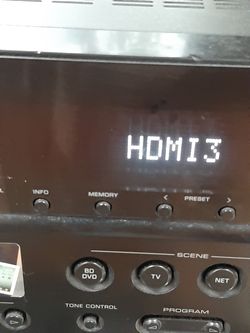 HDMI3
INFO MEMORY < PRESET >
SCENE
BD DVD TV NET
TONE CONTROL PROGRAM